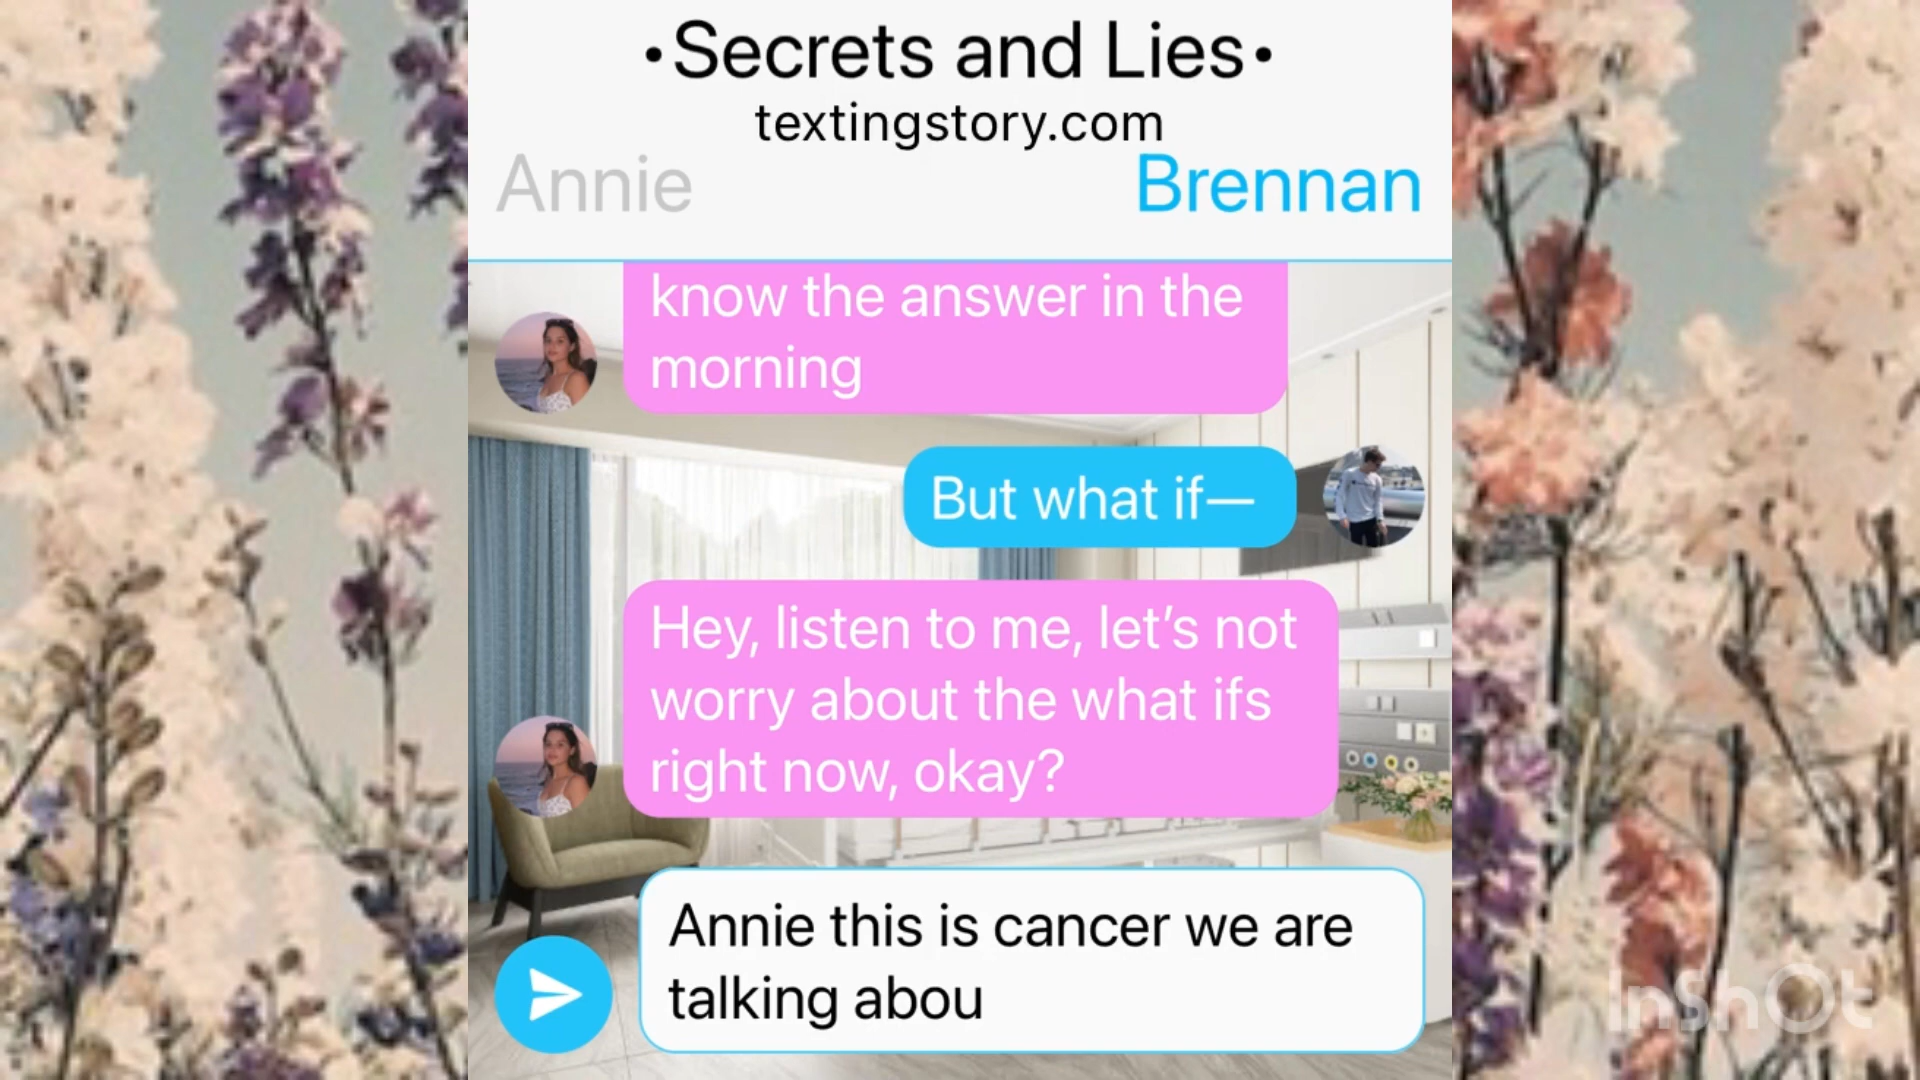 •Secrets and Lies•
textingstory.com
Annie
Brennan
know the answer in the
morning
But what if—
Hey, listen to me, let’s not
worry about the what ifs
right now, okay?
Annie this is cancer we are
talking abou
InShOt